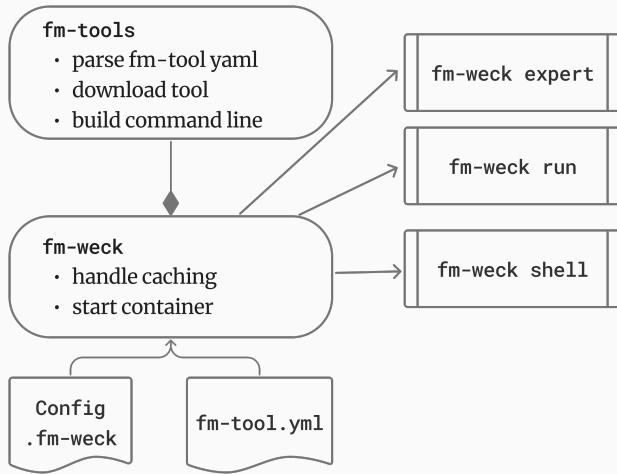 fm-tools
· parse fm-tool yaml
· download tool
· build command line
fm-weck expert
fm-weck run
fm-weck
· handle caching
· start container
fm-weck shell
Config
.fm-weck
fm-tool.yml